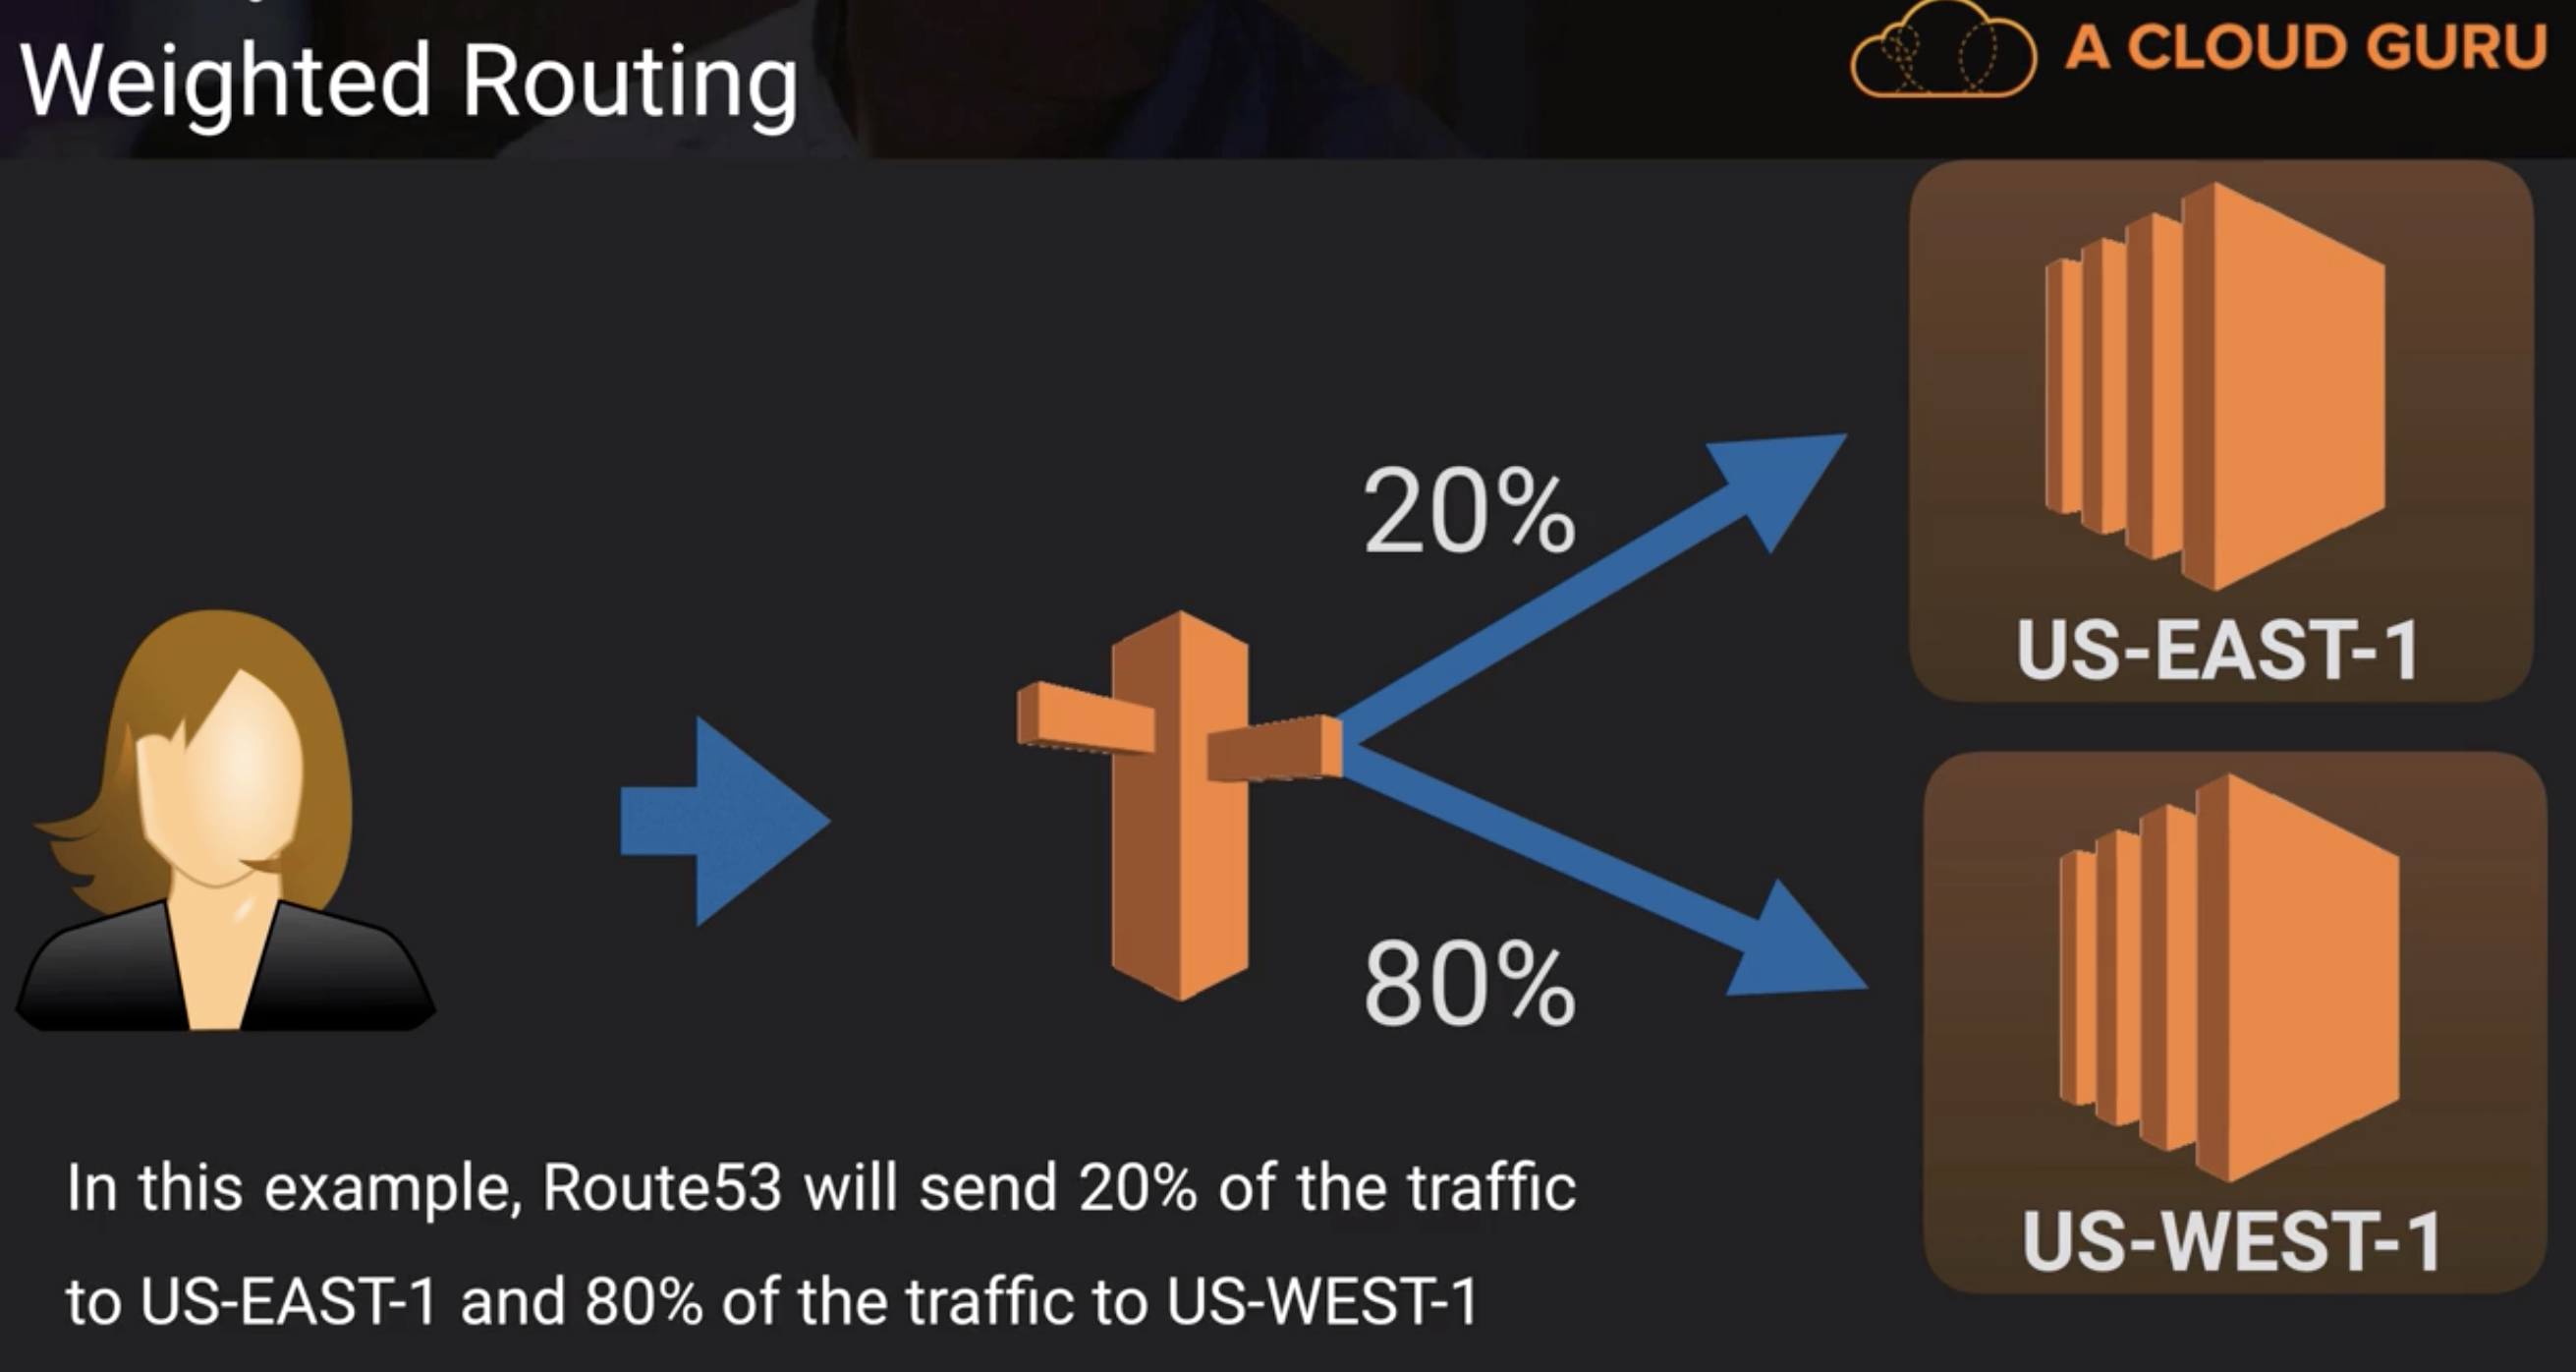 Weighted Routing
A CLOUD GURU
20%
US-EAST-1
80%
In this example, Route53 will send 20% of the traffic
to US-EAST-1 and 80% of the traffic to US-WEST-1
US-WEST-1